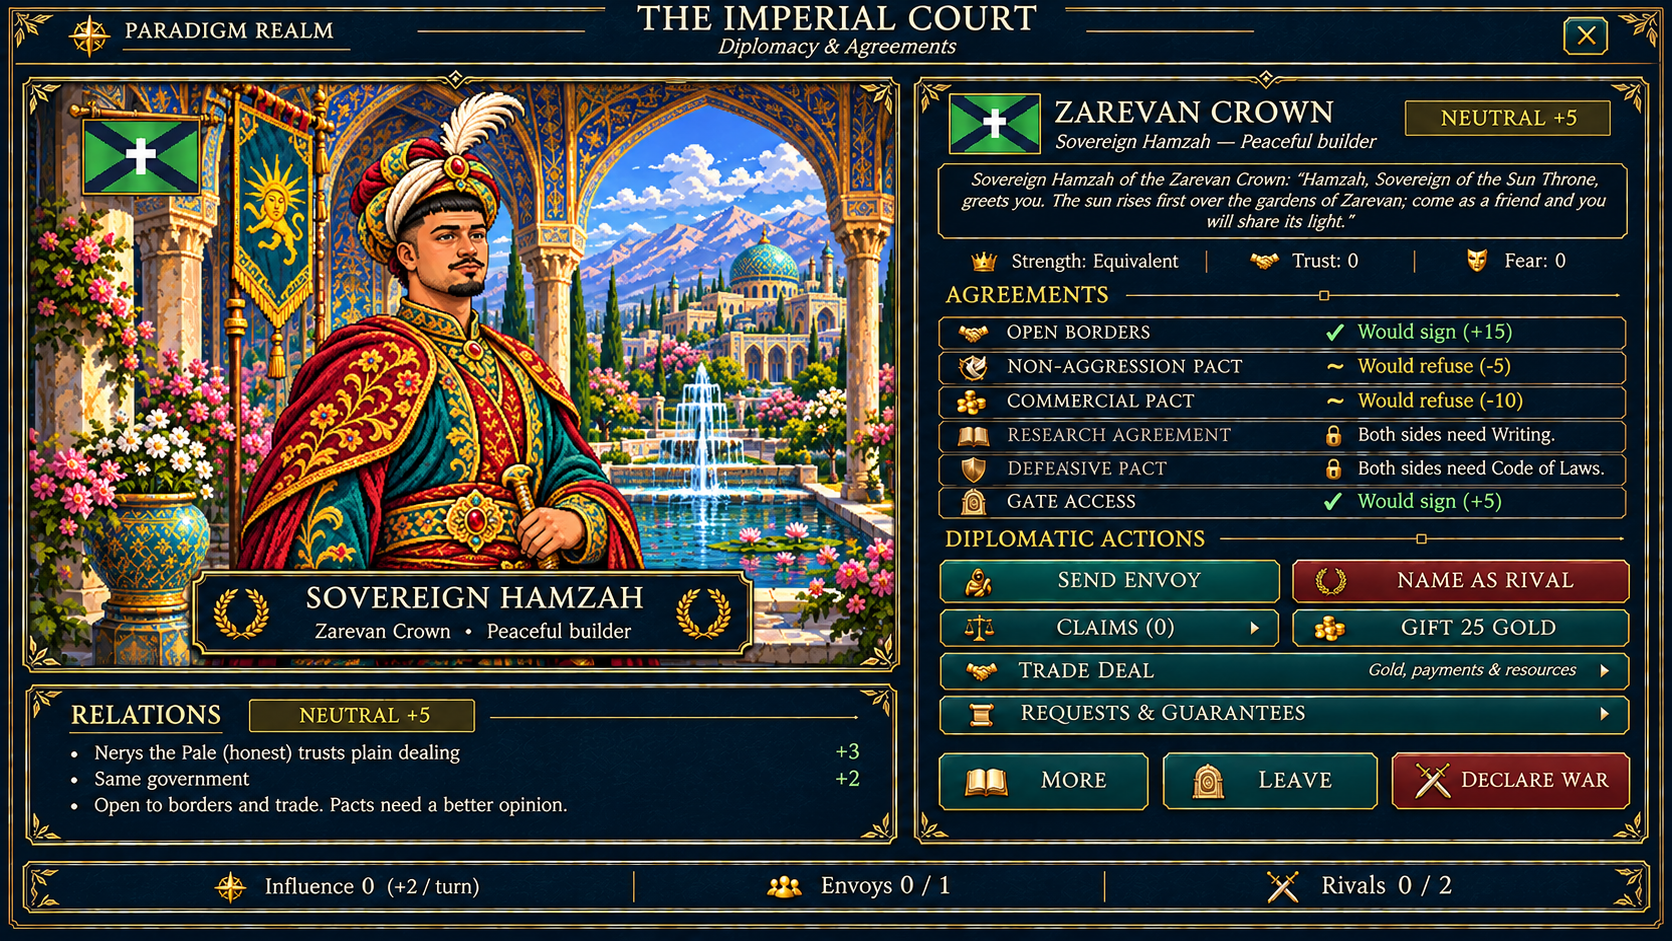 PARADIGM REALM
THE IMPERIAL COURT
Diplomacy & Agreements
ZAREVAN CROWN
Sovereign Hamzah — Peaceful builder
NEUTRAL +5
Sovereign Hamzah of the Zarevan Crown: “Hamzah, Sovereign of the Sun Throne,
greets you. The sun rises first over the gardens of Zarevan; come as a friend and you
will share its light.”
Strength: Equivalent
Trust: 0
Fear: 0
AGREEMENTS
OPEN BORDERS
Would sign (+15)
NON-AGGRESSION PACT
~ Would refuse (-5)
COMMERCIAL PACT
~ Would refuse (-10)
RESEARCH AGREEMENT
Both sides need Writing.
DEFENSIVE PACT
Both sides need Code of Laws.
GATE ACCESS
Would sign (+5)
DIPLOMATIC ACTIONS
SEND ENVOY
NAME AS RIVAL
CLAIMS (0)
GIFT 25 GOLD
TRADE DEAL
Gold, payments & resources
REQUESTS & GUARANTEES
MORE
LEAVE
DECLARE WAR
SOVEREIGN HAMZAH
Zarevan Crown • Peaceful builder
RELATIONS
NEUTRAL +5
• Nerys the Pale (honest) trusts plain dealing +3
• Same government +2
• Open to borders and trade. Pacts need a better opinion.
Influence 0 (+2 / turn)
Envoys 0 / 1
Rivals 0 / 2